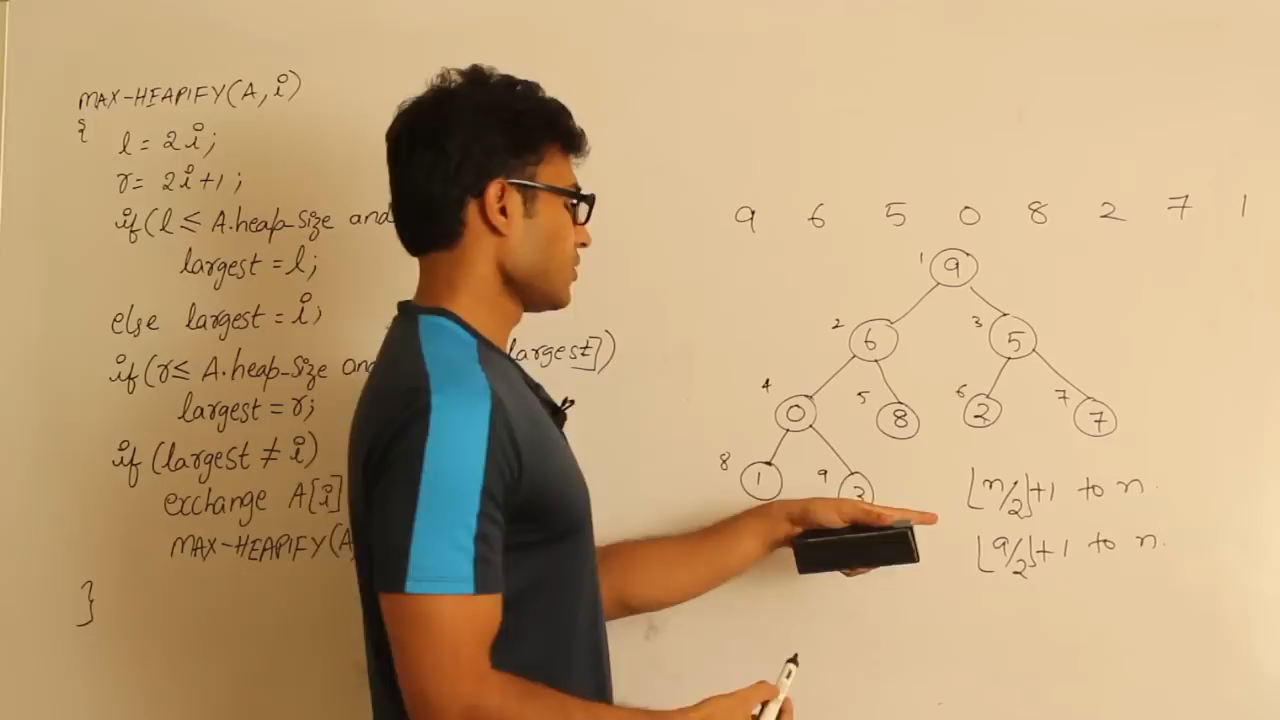 MAX-HEAPIFY(A, i)
{
l = 2i;
r = 2i+1;
if(l ≤ A.heap-size and
largest = l;
else largest = i;
if(r ≤ A.heap-size and
largest])
largest = r;
if (largest ≠ i)
exchange A[i]
MAX-HEAPIFY(A,
}
9 6 5 0 8 2 7 1
1 9
2 6 3 5
4 0 5 8 6 2 7 7
8 1 9 3
⌊n/2⌋+1 to n.
⌊9/2⌋+1 to n.